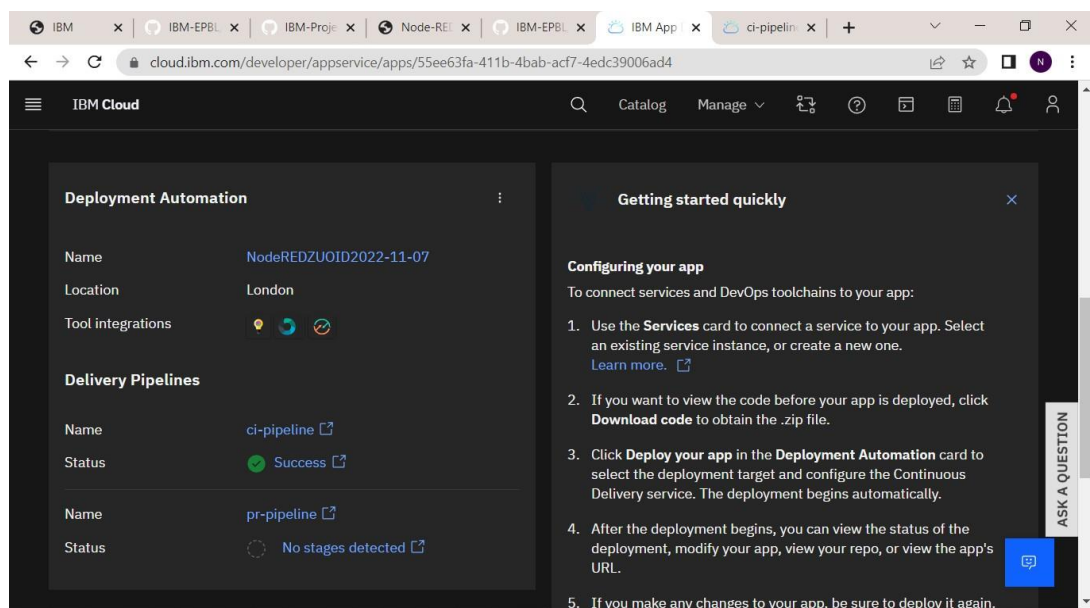 IBM
IBM-EPBL
IBM-Proje
Node-RED
IBM-EPBL
IBM App
ci-pipelin
cloud.ibm.com/developer/appservice/apps/55ee63fa-411b-4bab-acf7-4edc39006ad4
N
IBM Cloud
Catalog
Manage
Deployment Automation
Name
NodeREDZUOID2022-11-07
Location
London
Tool integrations
Delivery Pipelines
Name
ci-pipeline
Status
Success
Name
pr-pipeline
Status
No stages detected
Getting started quickly
Configuring your app
To connect services and DevOps toolchains to your app:
1. Use the Services card to connect a service to your app. Select
an existing service instance, or create a new one.
Learn more.
2. If you want to view the code before your app is deployed, click
Download code to obtain the .zip file.
3. Click Deploy your app in the Deployment Automation card to
select the deployment target and configure the Continuous
Delivery service. The deployment begins automatically.
4. After the deployment begins, you can view the status of the
deployment, modify your app, view your repo, or view the app's
URL.
5. If you make any changes to your app, be sure to deploy it again.
ASK A QUESTION